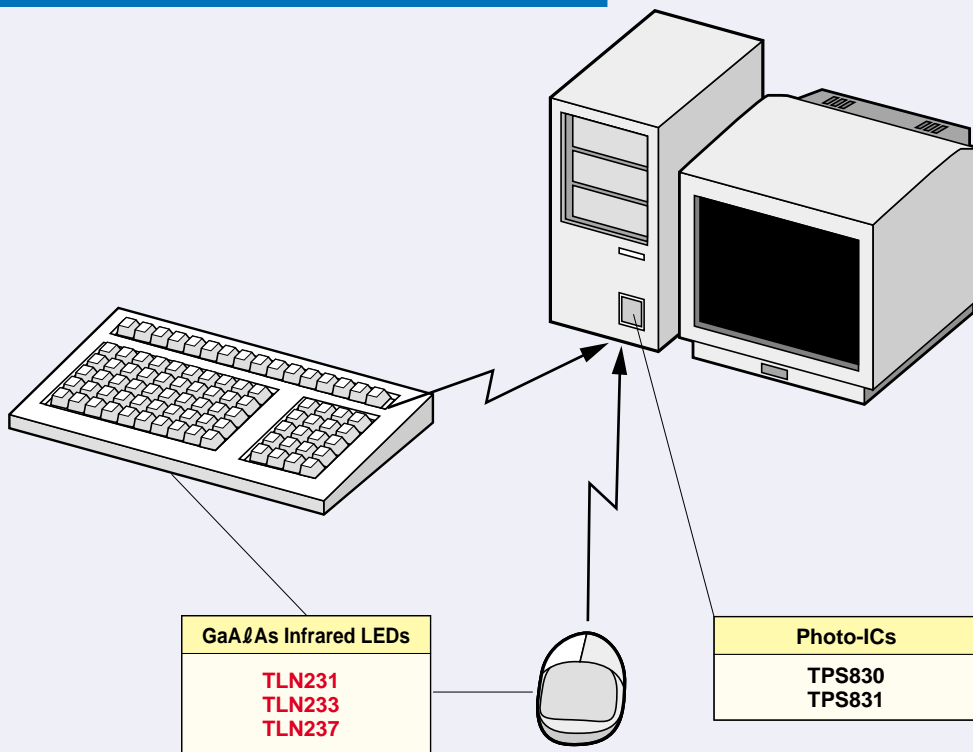 GaAℓAs Infrared LEDs
TLN231
TLN233
TLN237
Photo-ICs
TPS830
TPS831